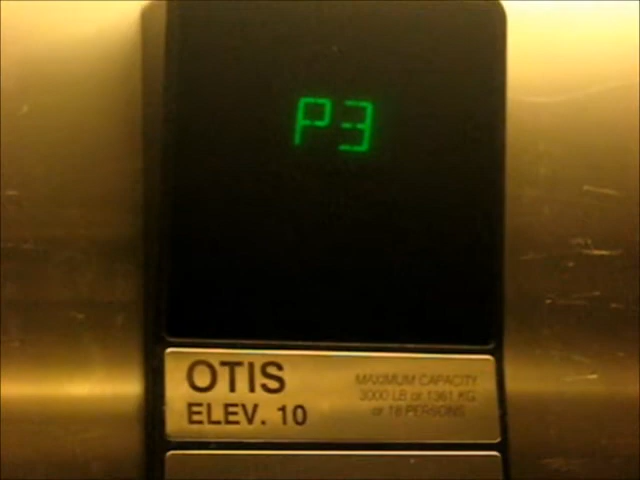 P3
OTIS
ELEV. 10
MAXIMUM CAPACITY
3000 LB or 1361 KG
or 18 PERSONS